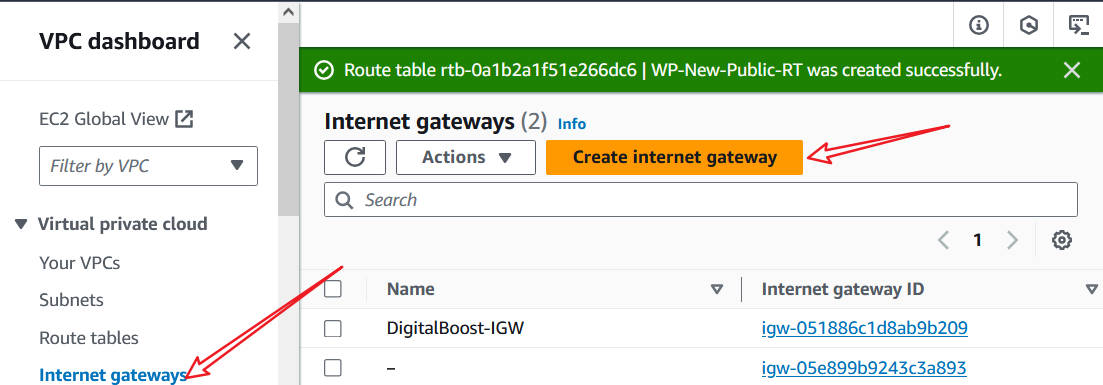 VPC dashboard
EC2 Global View
Filter by VPC
Virtual private cloud
Your VPCs
Subnets
Route tables
Internet gateways
Route table rtb-0a1b2a1f51e266dc6 | WP-New-Public-RT was created successfully.
Internet gateways (2) Info
Actions Create internet gateway
Search
1
Name Internet gateway ID
DigitalBoost-IGW igw-051886c1d8ab9b209
– igw-05e899b9243c3a893